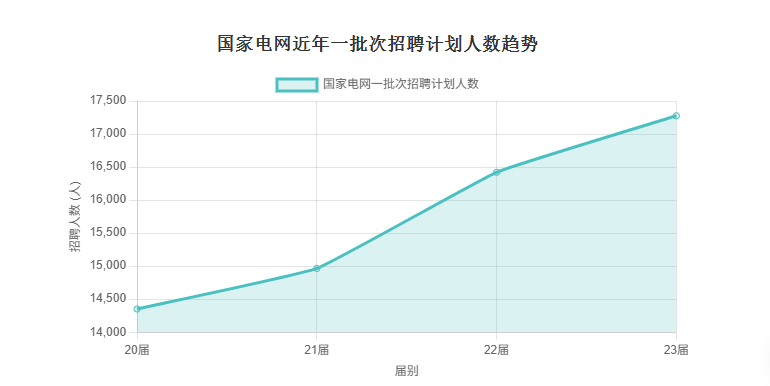 国家电网近年一批次招聘计划人数趋势
国家电网一批次招聘计划人数
17,500
17,000
16,500
16,000
15,500
15,000
14,500
14,000
招聘人数 (人)
20届
21届
22届
23届
届别